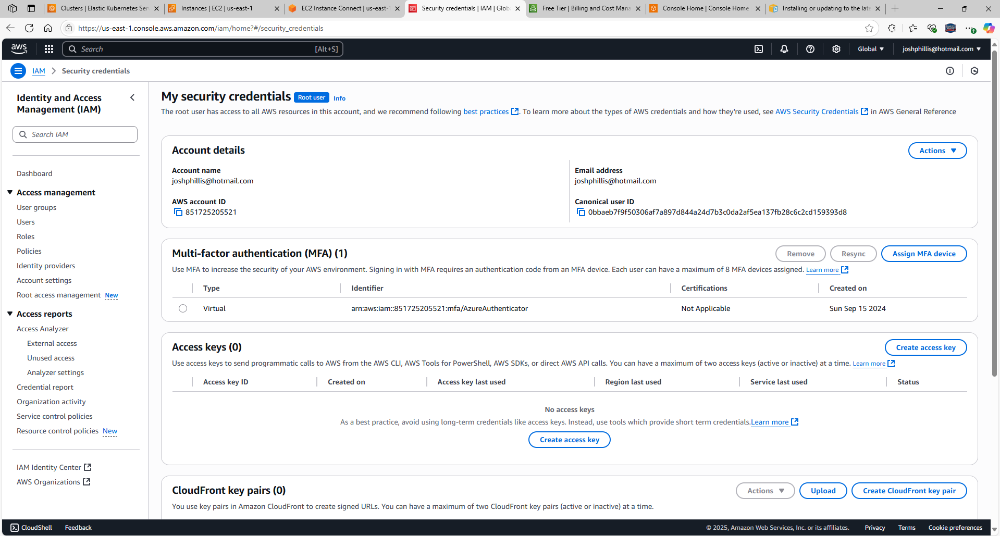 Clusters | Elastic Kubernetes Ser
Instances | EC2 | us-east-1
EC2 Instance Connect | us-east-
Security credentials | IAM | Glob
Free Tier | Billing and Cost Mana
Console Home | Console Home
Installing or updating to the late
https://us-east-1.console.aws.amazon.com/iam/home?#/security_credentials
aws
Search
[Alt+S]
Global
joshphillis@hotmail.com
IAM
Security credentials
Identity and Access
Management (IAM)
Search IAM
Dashboard
Access management
User groups
Users
Roles
Policies
Identity providers
Account settings
Root access management New
Access reports
Access Analyzer
External access
Unused access
Analyzer settings
Credential report
Organization activity
Service control policies
Resource control policies New
IAM Identity Center
AWS Organizations
My security credentials Root user Info
The root user has access to all AWS resources in this account, and we recommend following best practices. To learn more about the types of AWS credentials and how they're used, see AWS Security Credentials in AWS General Reference
Account details
Actions
Account name
joshphillis@hotmail.com
Email address
joshphillis@hotmail.com
AWS account ID
851725205521
Canonical user ID
0bbaeb7f9f50306af7a897d844a24d7b3c0da2af5ea137fb28c6c2cd159393d8
Multi-factor authentication (MFA) (1)
Remove
Resync
Assign MFA device
Use MFA to increase the security of your AWS environment. Signing in with MFA requires an authentication code from an MFA device. Each user can have a maximum of 8 MFA devices assigned. Learn more
Type Identifier Certifications Created on
Virtual arn:aws:iam::851725205521:mfa/AzureAuthenticator Not Applicable Sun Sep 15 2024
Access keys (0)
Create access key
Use access keys to send programmatic calls to AWS from the AWS CLI, AWS Tools for PowerShell, AWS SDKs, or direct AWS API calls. You can have a maximum of two access keys (active or inactive) at a time. Learn more
Access key ID Created on Access key last used Region last used Service last used Status
No access keys
As a best practice, avoid using long-term credentials like access keys. Instead, use tools which provide short term credentials. Learn more
Create access key
CloudFront key pairs (0)
Actions
Upload
Create CloudFront key pair
You use key pairs in Amazon CloudFront to create signed URLs. You can have a maximum of two CloudFront key pairs (active or inactive) at a time.
CloudShell
Feedback
© 2025, Amazon Web Services, Inc. or its affiliates.
Privacy
Terms
Cookie preferences